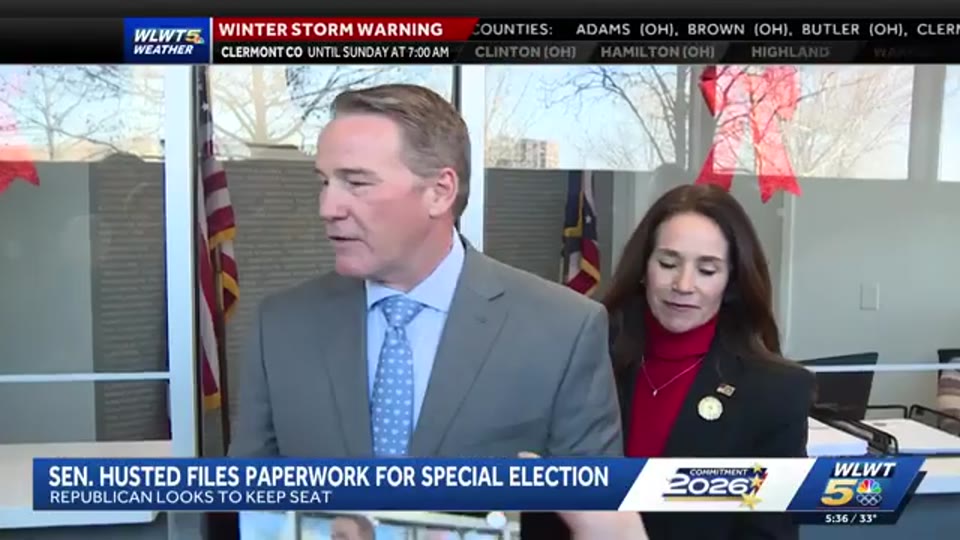 WLWT 5
WEATHER
WINTER STORM WARNING
CLERMONT CO UNTIL SUNDAY AT 7:00 AM
COUNTIES: ADAMS (OH), BROWN (OH), BUTLER (OH), CLERM
CLINTON (OH) HAMILTON (OH) HIGHLAND
SEN. HUSTED FILES PAPERWORK FOR SPECIAL ELECTION
REPUBLICAN LOOKS TO KEEP SEAT
COMMITMENT
2026
WLWT
5
5:36 / 33°